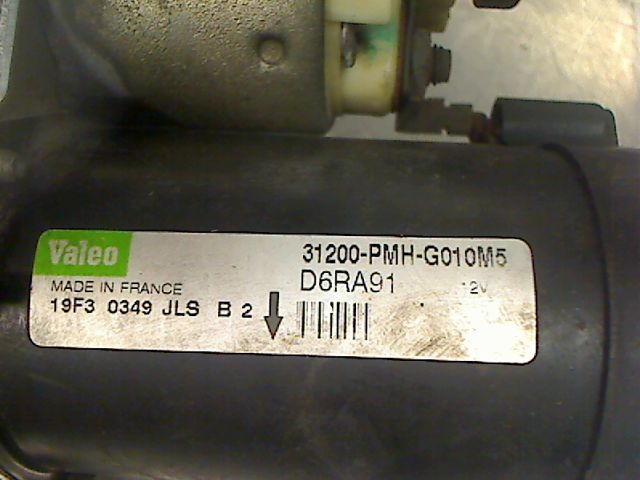 Valeo
31200-PMH-G010M5
MADE IN FRANCE
D6RA91 12V
19F3 0349 JLS B 2